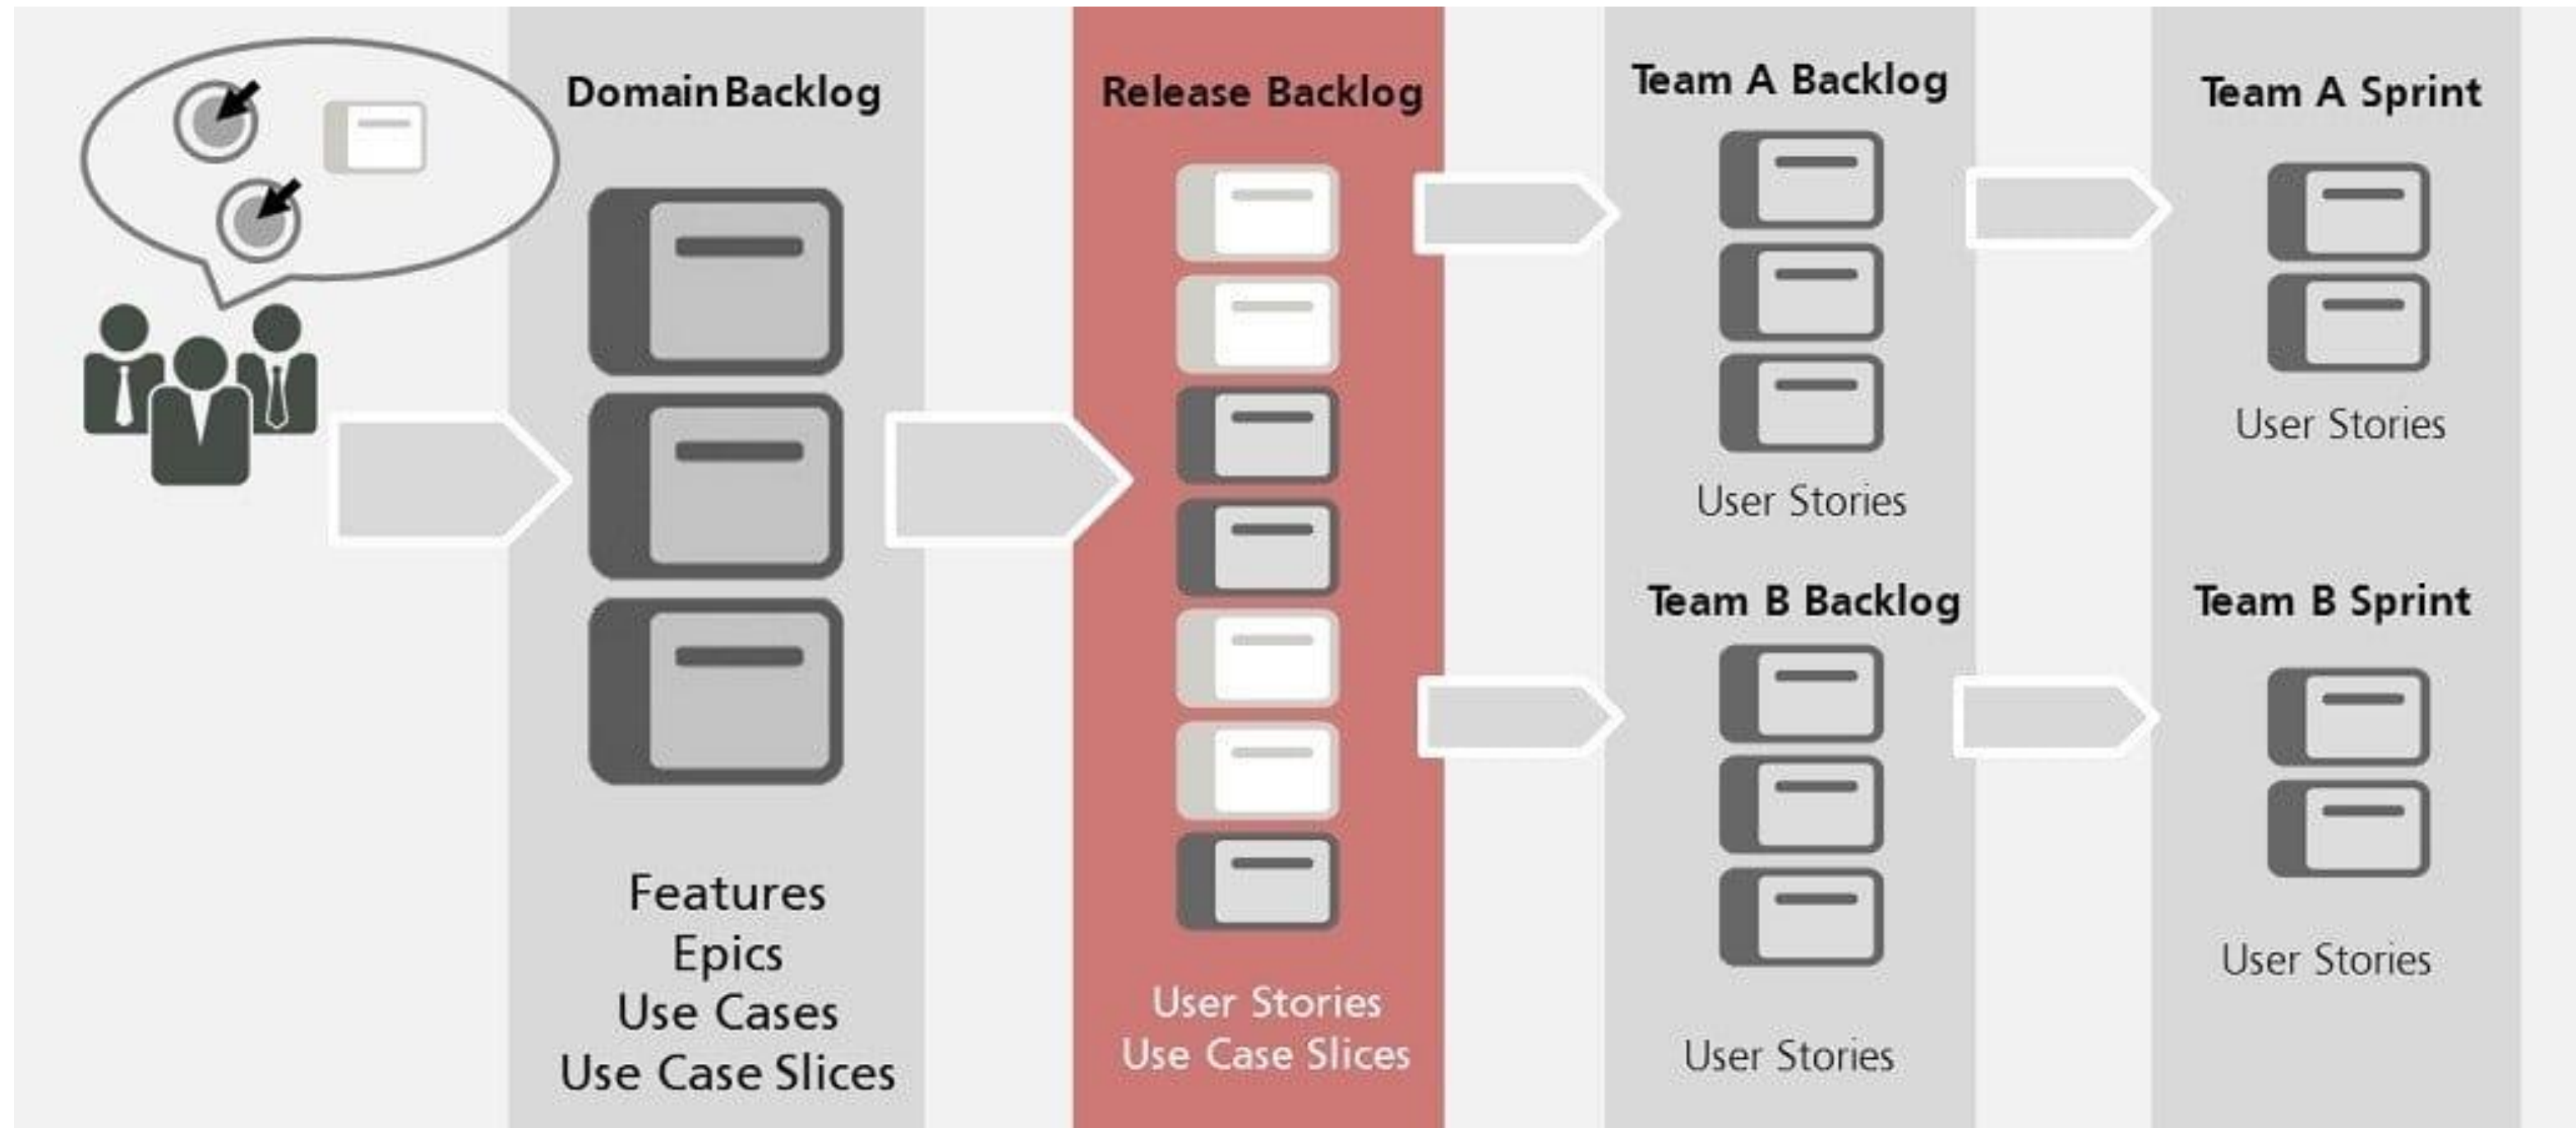 Domain Backlog
Features
Epics
Use Cases
Use Case Slices
Release Backlog
User Stories
Use Case Slices
Team A Backlog
User Stories
Team B Backlog
User Stories
Team A Sprint
User Stories
Team B Sprint
User Stories